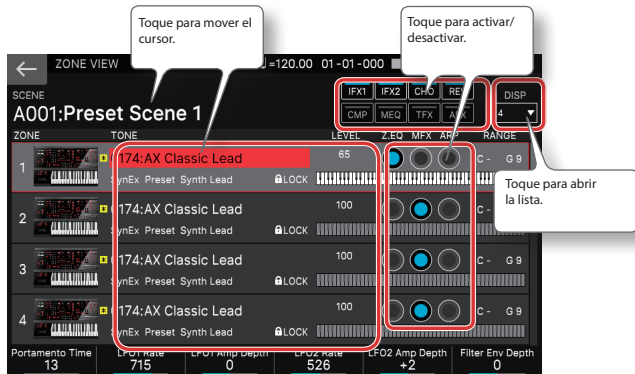 Toque para mover el
cursor.
Toque para activar/
desactivar.
ZONE VIEW
=120.00 01-01-000
SCENE
A001:Preset Scene 1
IFX1 IFX2 CHO REV
CMP MEQ TFX
DISP
4
ZONE TONE LEVEL Z.EQ MFX ARP RANGE
1 174:AX Classic Lead 65 C - G 9
SynEx Preset Synth Lead LOCK
Toque para abrir
la lista.
2 174:AX Classic Lead 100 C -
SynEx Preset Synth Lead LOCK
3 174:AX Classic Lead 100 C - G 9
SynEx Preset Synth Lead LOCK
4 174:AX Classic Lead 100 C - G 9
SynEx Preset Synth Lead LOCK
Portamento Time LFO1 Rate LFO1 Amp Depth LFO2 Rate LFO2 Amp Depth Filter Env Depth
13 715 0 526 +2 0